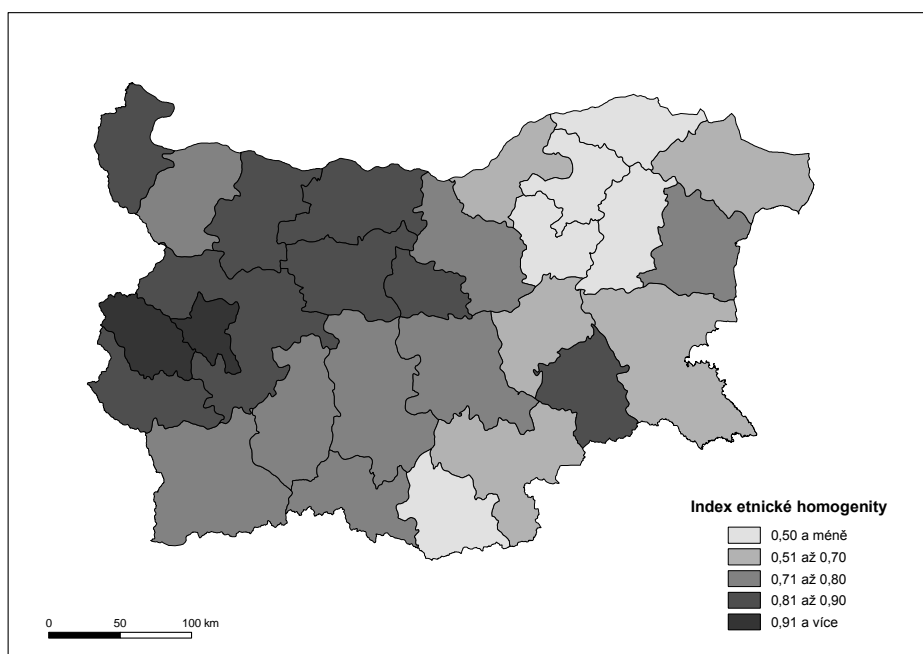 Index etnické homogenity
0,50 a méně
0,51 až 0,70
0,71 až 0,80
0,81 až 0,90
0,91 a více
0 50 100 km